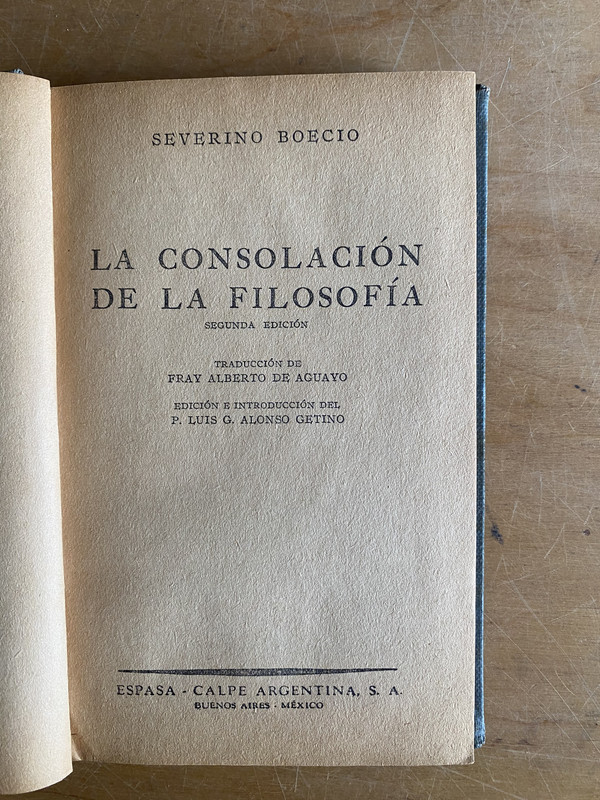 SEVERINO BOECIO
LA CONSOLACIÓN
DE LA FILOSOFÍA
SEGUNDA EDICIÓN
TRADUCCIÓN DE
FRAY ALBERTO DE AGUAYO
EDICIÓN E INTRODUCCIÓN DEL
P. LUIS G. ALONSO GETINO
ESPASA - CALPE ARGENTINA, S. A.
BUENOS AIRES - MÉXICO